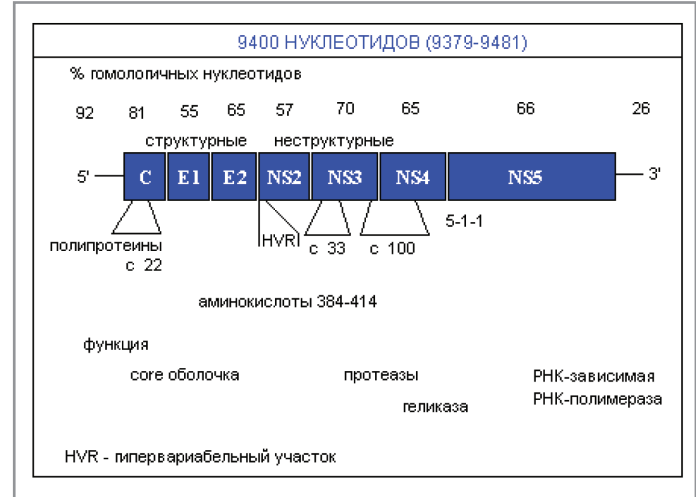 9400 НУКЛЕОТИДОВ (9379-9481)
% гомологичных нуклеотидов
92 81 55 65 57 70 65 66 26
структурные неструктурные
5' C E1 E2 NS2 NS3 NS4 NS5 3'
5-1-1
полипротеины HVR с 33 с 100
с 22
аминокислоты 384-414
функция
core оболочка протеазы РНК-зависимая
геликаза РНК-полимераза
HVR - гипервариабельный участок